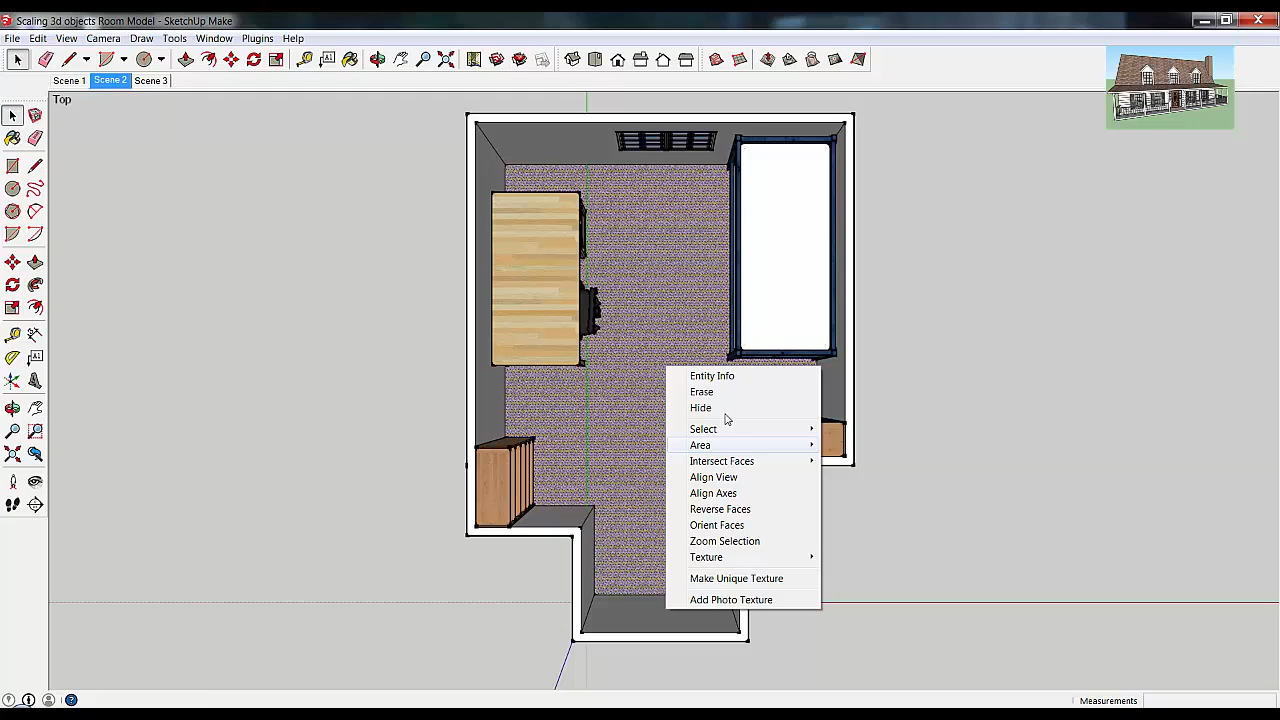 Scaling 3d objects Room Model - SketchUp Make
File Edit View Camera Draw Tools Window Plugins Help
Scene 1 Scene 2 Scene 3
Top
Entity Info
Erase
Hide
Select
Area
Intersect Faces
Align View
Align Axes
Reverse Faces
Orient Faces
Zoom Selection
Texture
Make Unique Texture
Add Photo Texture
Measurements